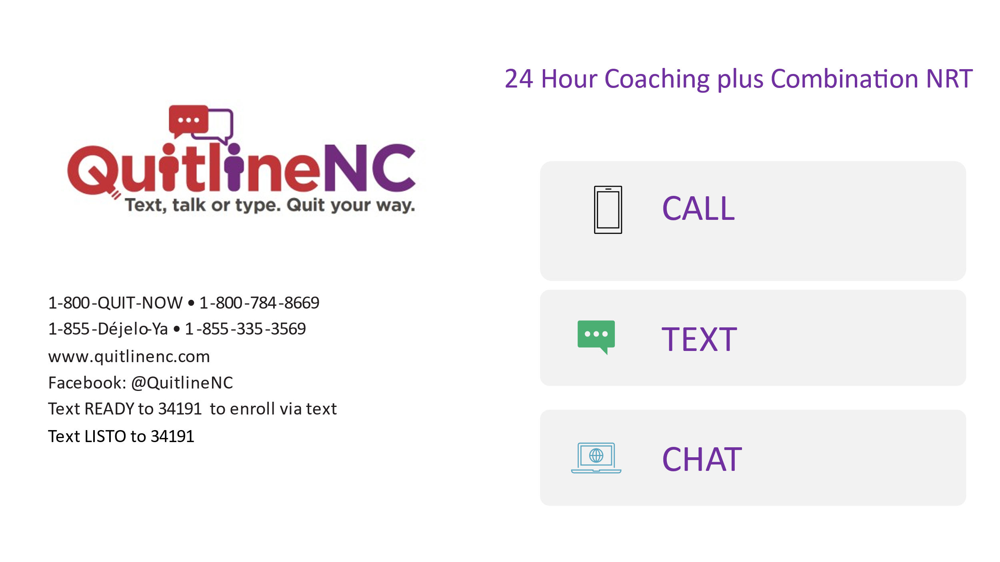 QuitlineNC
Text, talk or type. Quit your way.
1-800-QUIT-NOW • 1-800-784-8669
1-855-Déjelo-Ya • 1-855-335-3569
www.quitlinenc.com
Facebook: @QuitlineNC
Text READY to 34191 to enroll via text
Text LISTO to 34191
24 Hour Coaching plus Combination NRT
CALL
TEXT
CHAT